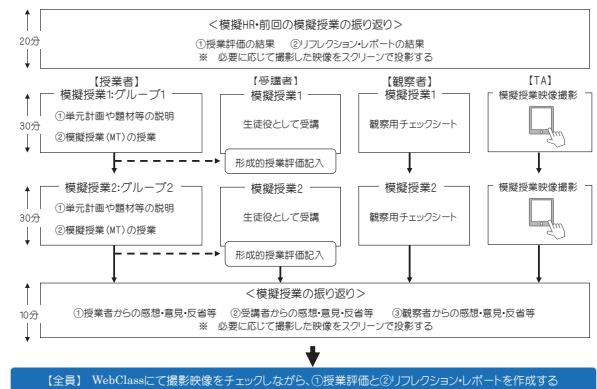 ＜模擬HR・前回の模擬授業の振り返り＞
20分
①授業評価の結果　②リフレクション・レポートの結果
※　必要に応じて撮影した映像をスクリーンで投影する
【授業者】
【受講者】
【観察者】
【TA】
模擬授業1:グループ1
模擬授業1
模擬授業1
模擬授業映像撮影
30分
①単元計画や題材等の説明
②模擬授業(MT)の授業
生徒役として受講
観察用チェックシート
形成的授業評価記入
模擬授業2:グループ2
模擬授業2
模擬授業2
模擬授業映像撮影
30分
①単元計画や題材等の説明
②模擬授業(MT)の授業
生徒役として受講
観察用チェックシート
形成的授業評価記入
＜模擬授業の振り返り＞
10分
①授業者からの感想・意見・反省等　②受講者からの感想・意見・反省等　③観察者からの感想・意見・反省等
※　必要に応じて撮影した映像をスクリーンで投影する
【全員】 WebClassにて撮影映像をチェックしながら、①授業評価と②リフレクション・レポートを作成する